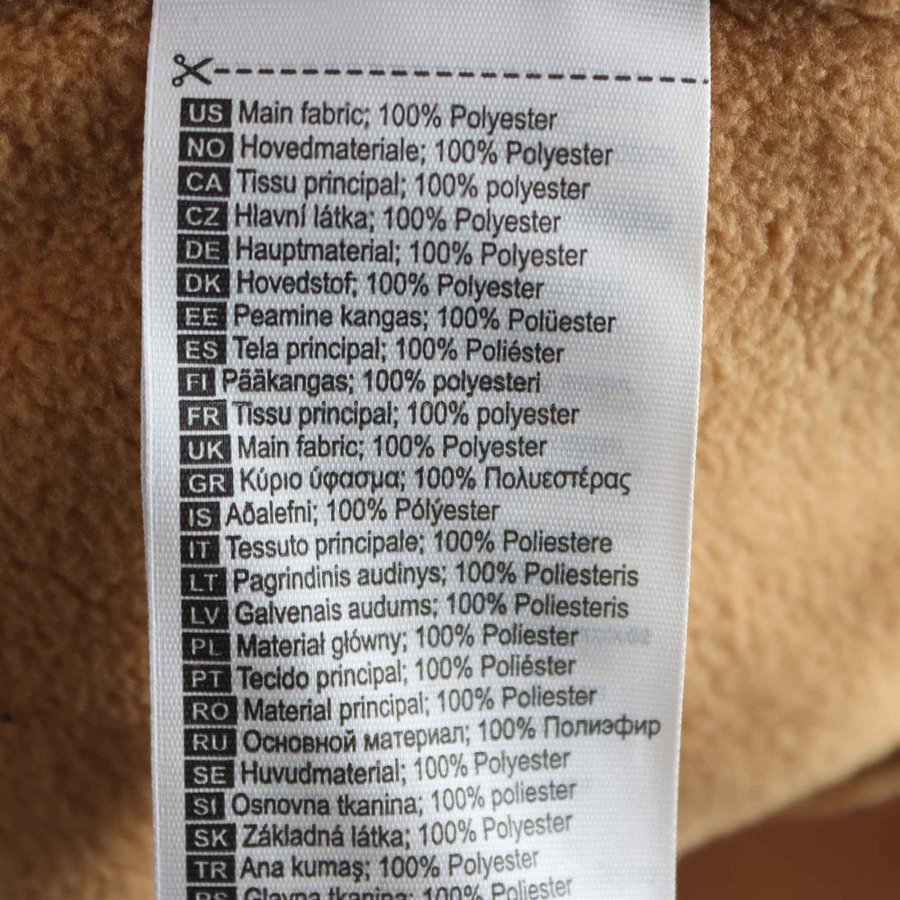 US Main fabric; 100% Polyester
NO Hovedmateriale; 100% Polyester
CA Tissu principal; 100% polyester
CZ Hlavní látka; 100% Polyester
DE Hauptmaterial; 100% Polyester
DK Hovedstof; 100% Polyester
EE Peamine kangas; 100% Polüester
ES Tela principal; 100% Poliéster
FI Pääkangas; 100% polyesteri
FR Tissu principal; 100% polyester
UK Main fabric; 100% Polyester
GR Κύριο ύφασμα; 100% Πολυεστέρας
IS Aðalefni; 100% Pólýester
IT Tessuto principale; 100% Poliestere
LT Pagrindinis audinys; 100% Poliesteris
LV Galvenais audums; 100% Poliesteris
PL Materiał główny; 100% Poliester
PT Tecido principal; 100% Poliéster
RO Material principal; 100% Poliester
RU Основной материал; 100% Полиэфир
SE Huvudmaterial; 100% Polyester
SI Osnovna tkanina; 100% poliester
SK Základná látka; 100% Polyester
TR Ana kumaş; 100% Polyester
RS Glavna tkanina; 100% Poliester